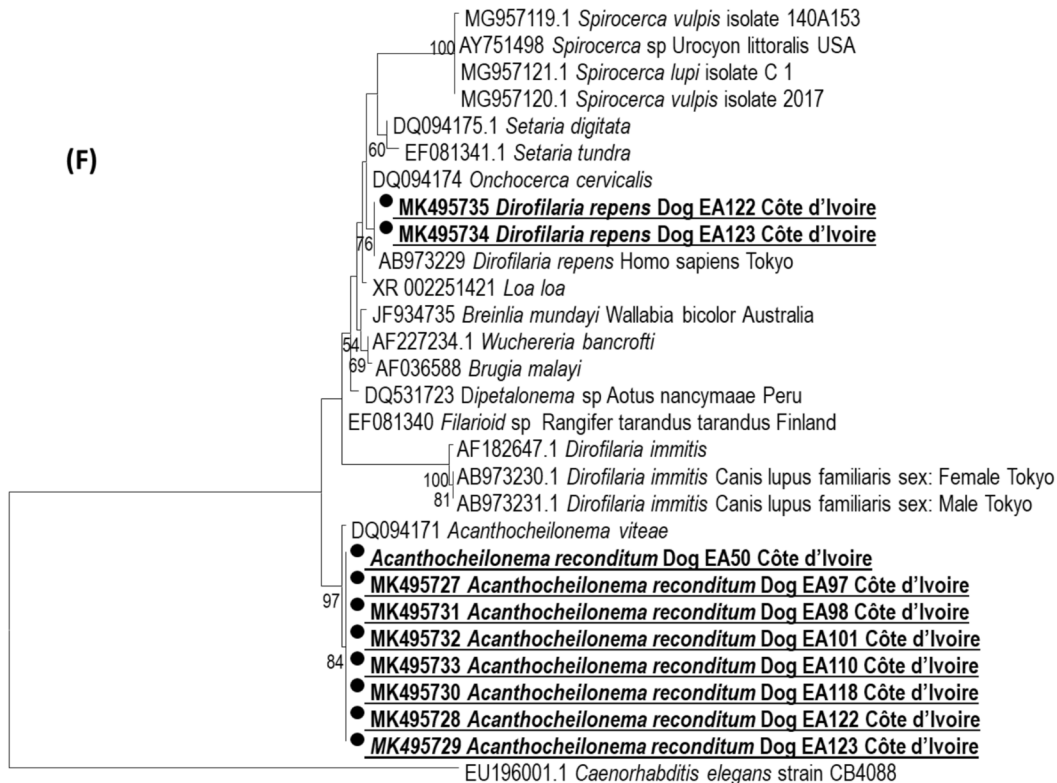 MG957119.1 Spirocerca vulpis isolate 140A153
100
AY751498 Spirocerca sp Urocyon littoralis USA
MG957121.1 Spirocerca lupi isolate C 1
MG957120.1 Spirocerca vulpis isolate 2017
DQ094175.1 Setaria digitata
60
EF081341.1 Setaria tundra
(F)
DQ094174 Onchocerca cervicalis
MK495735 Dirofilaria repens Dog EA122 Côte d'Ivoire
MK495734 Dirofilaria repens Dog EA123 Côte d'Ivoire
76
AB973229 Dirofilaria repens Homo sapiens Tokyo
XR 002251421 Loa loa
JF934735 Breinlia mundayi Wallabia bicolor Australia
54
AF227234.1 Wuchereria bancrofti
69
AF036588 Brugia malayi
DQ531723 Dipetalonema sp Aotus nancymaae Peru
EF081340 Filarioid sp Rangifer tarandus tarandus Finland
AF182647.1 Dirofilaria immitis
100
AB973230.1 Dirofilaria immitis Canis lupus familiaris sex: Female Tokyo
81
AB973231.1 Dirofilaria immitis Canis lupus familiaris sex: Male Tokyo
DQ094171 Acanthocheilonema viteae
Acanthocheilonema reconditum Dog EA50 Côte d'Ivoire
MK495727 Acanthocheilonema reconditum Dog EA97 Côte d'Ivoire
97
MK495731 Acanthocheilonema reconditum Dog EA98 Côte d'Ivoire
MK495732 Acanthocheilonema reconditum Dog EA101 Côte d'Ivoire
84
MK495733 Acanthocheilonema reconditum Dog EA110 Côte d'Ivoire
MK495730 Acanthocheilonema reconditum Dog EA118 Côte d'Ivoire
MK495728 Acanthocheilonema reconditum Dog EA122 Côte d'Ivoire
MK495729 Acanthocheilonema reconditum Dog EA123 Côte d'Ivoire
EU196001.1 Caenorhabditis elegans strain CB4088